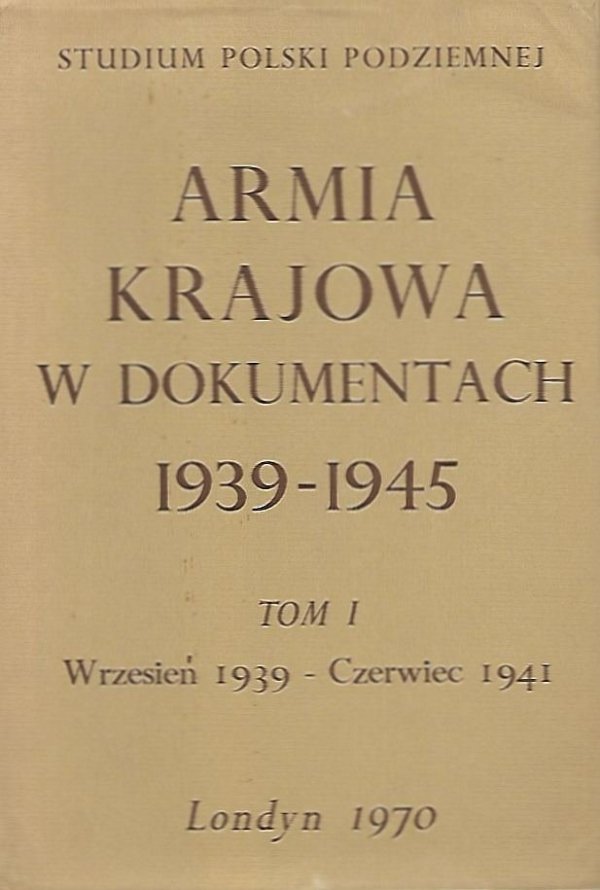 STUDIUM POLSKI PODZIEMNEJ
ARMIA
KRAJOWA
W DOKUMENTACH
1939-1945
TOM I
Wrzesień 1939 - Czerwiec 1941
Londyn 1970